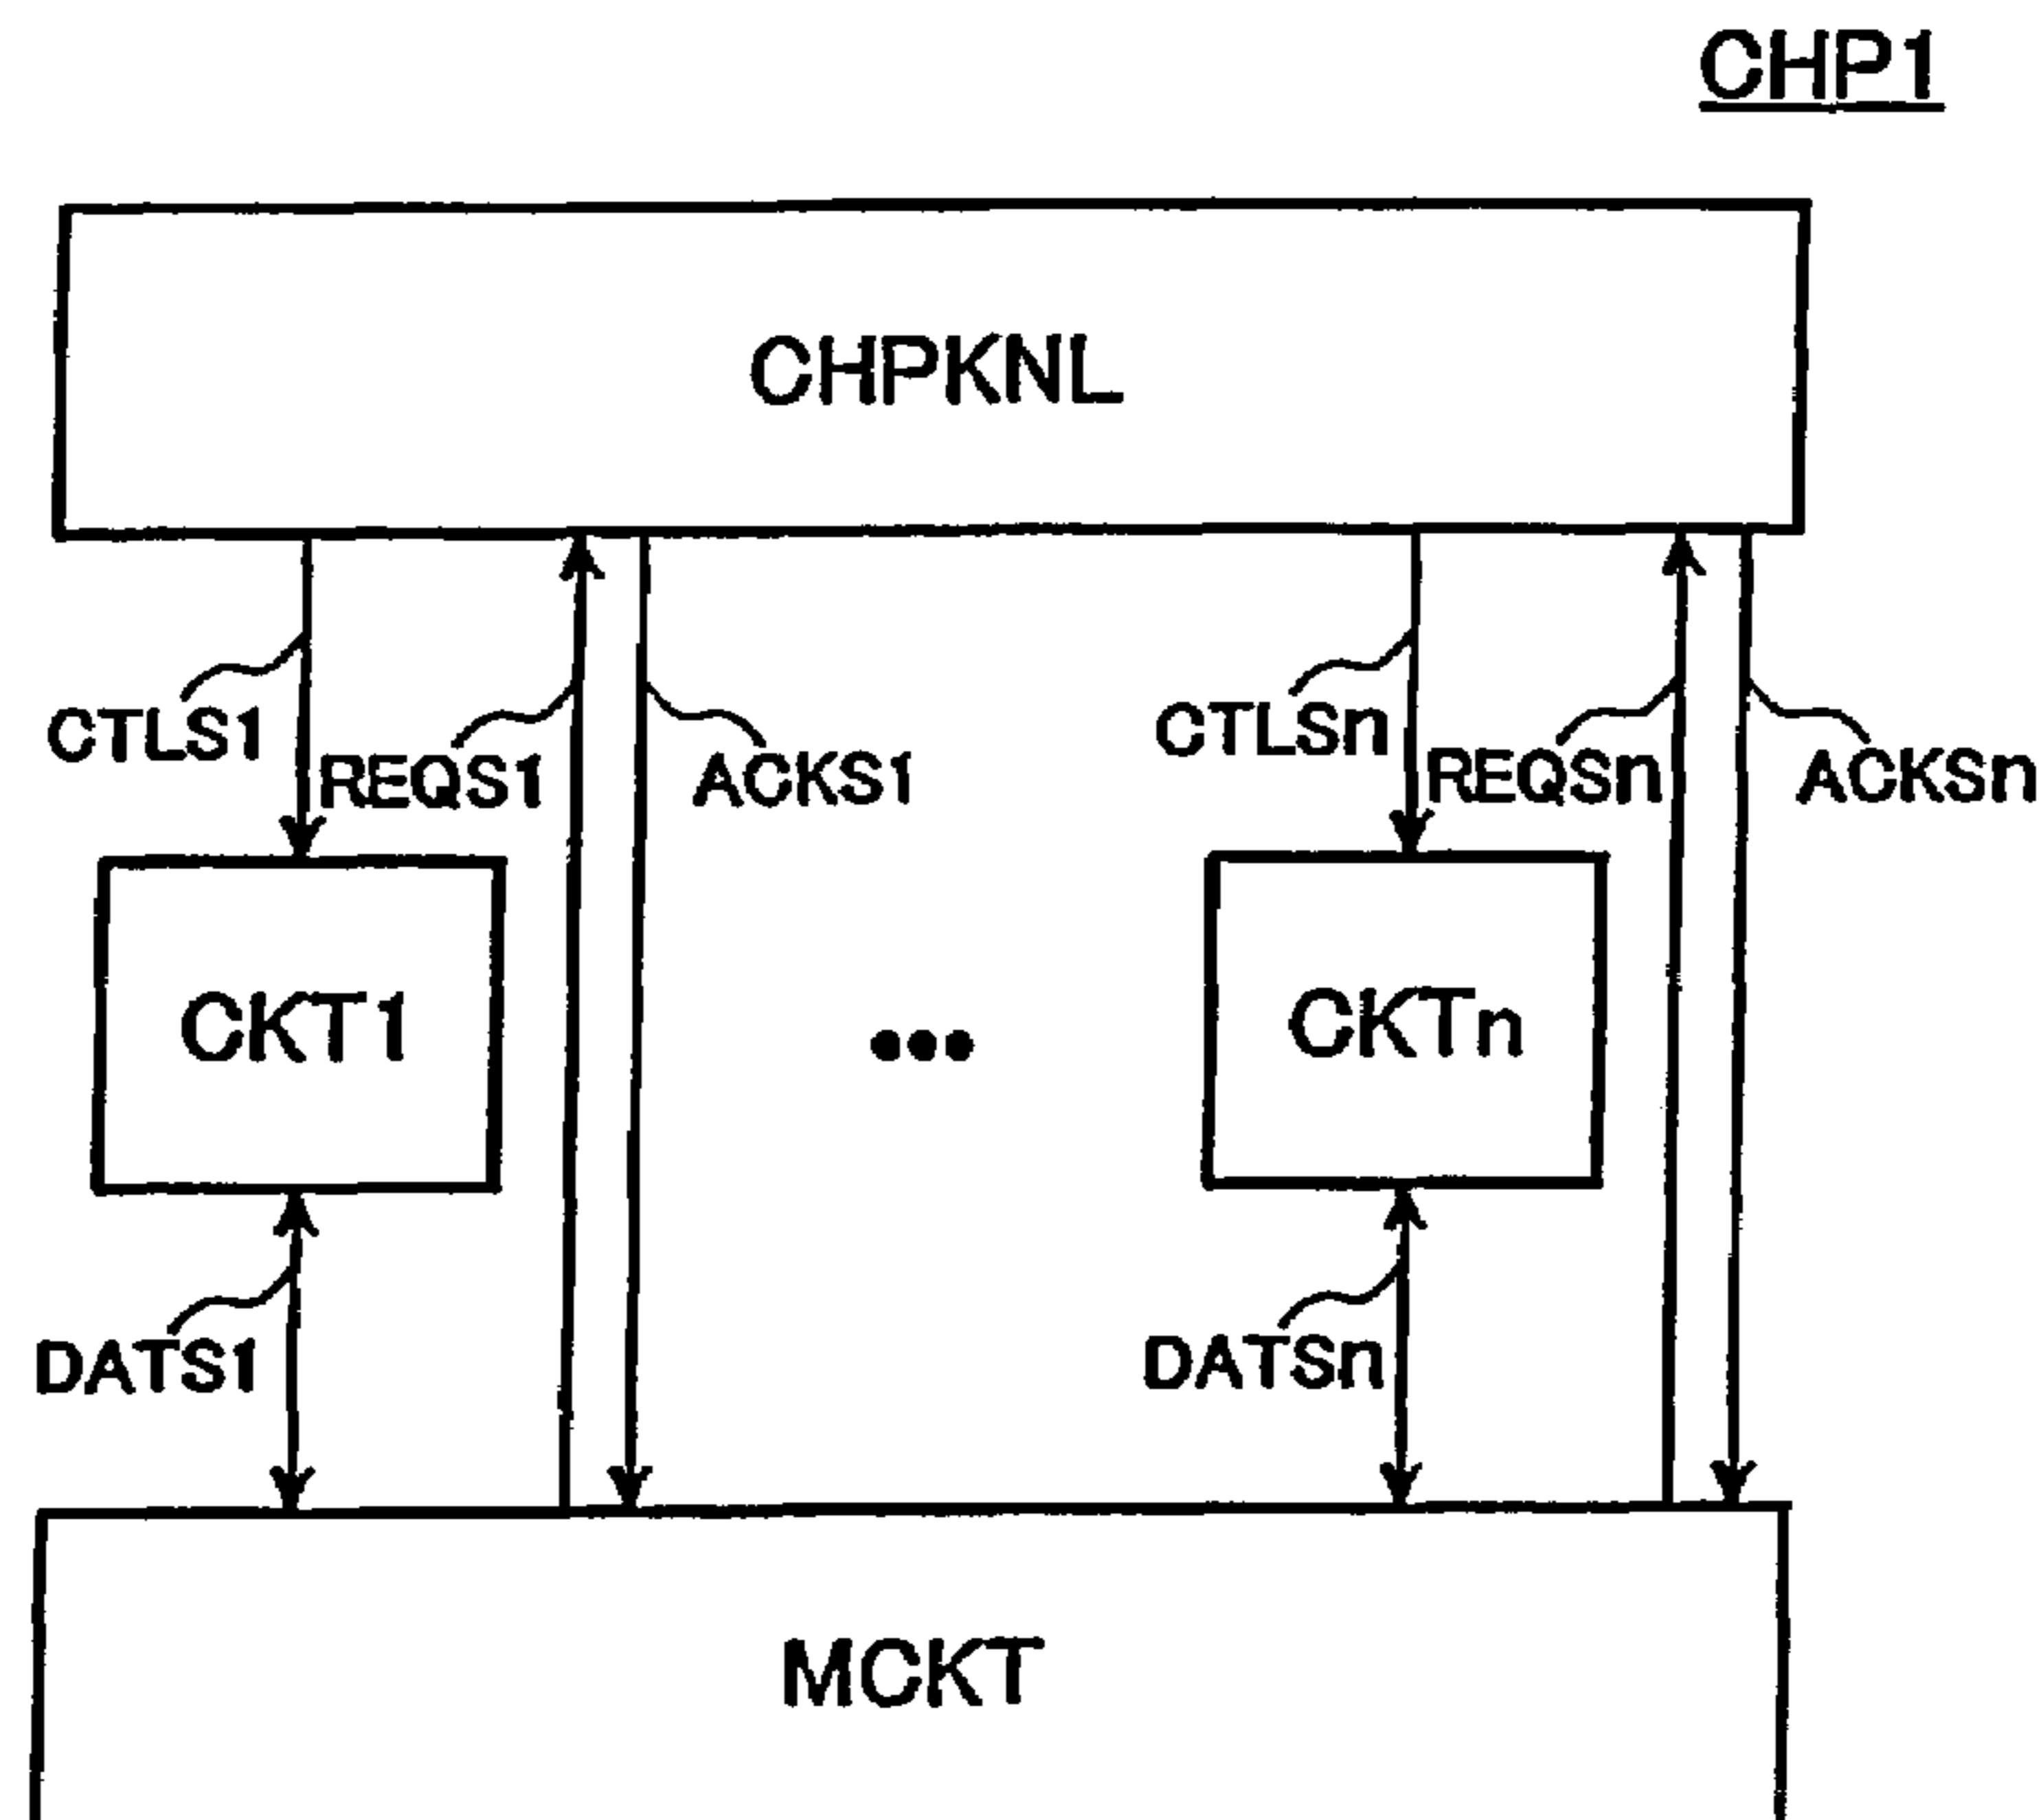 CHP1
CHPKNL
CTLS1
REQS1
ACKS1
CTLSn
REQSn
ACKSn
CKT1
CKTn
DATS1
DATSn
MCKT